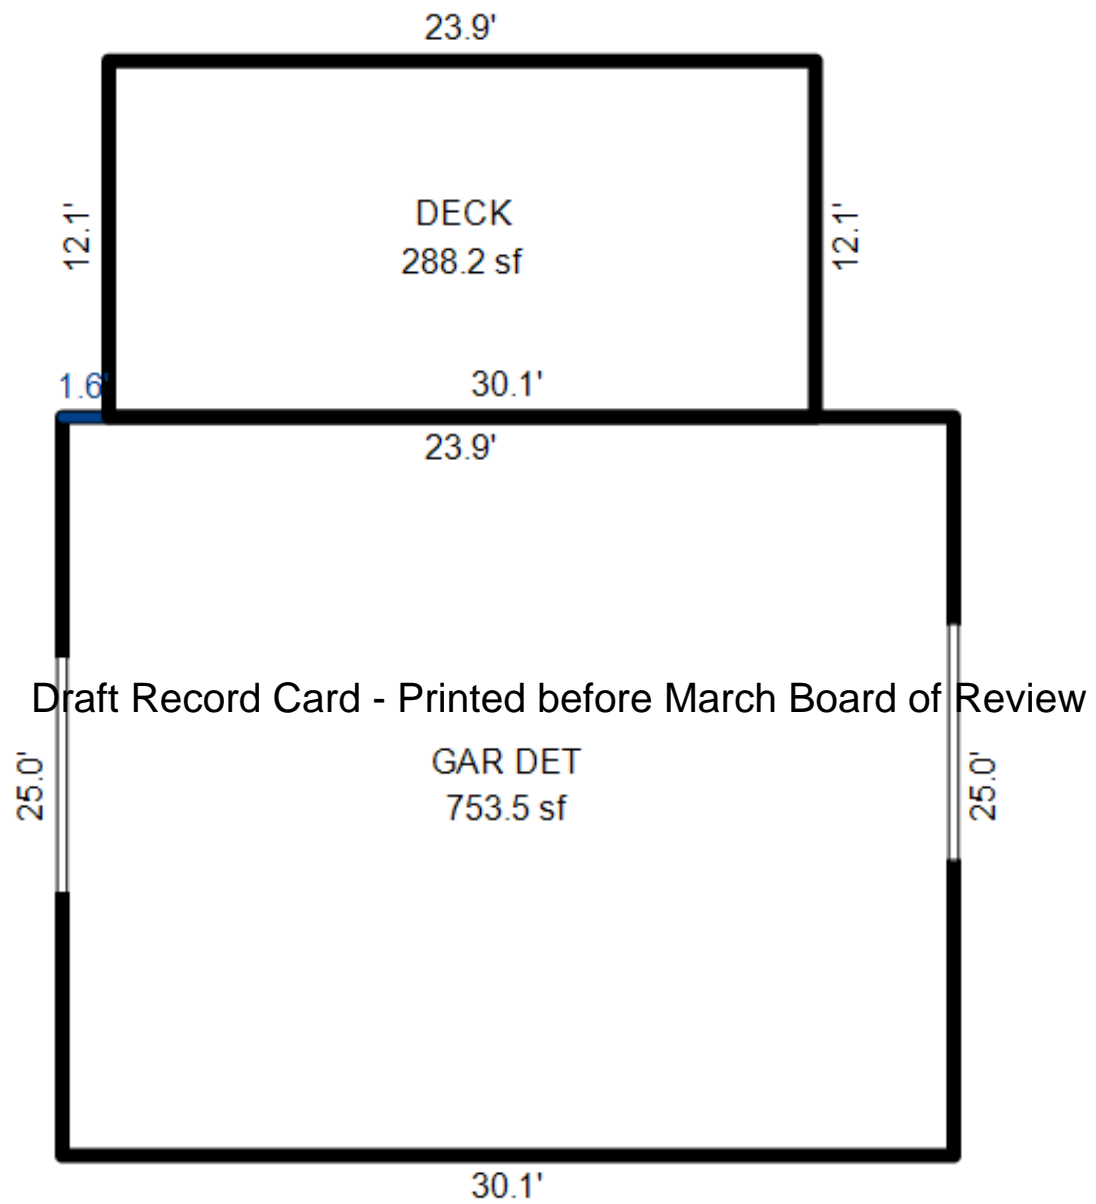 23.9'
12.1'
DECK
288.2 sf
12.1'
1.6'
30.1'
23.9'
Draft Record Card - Printed before March Board of Review
25.0'
GAR DET
753.5 sf
25.0'
30.1'